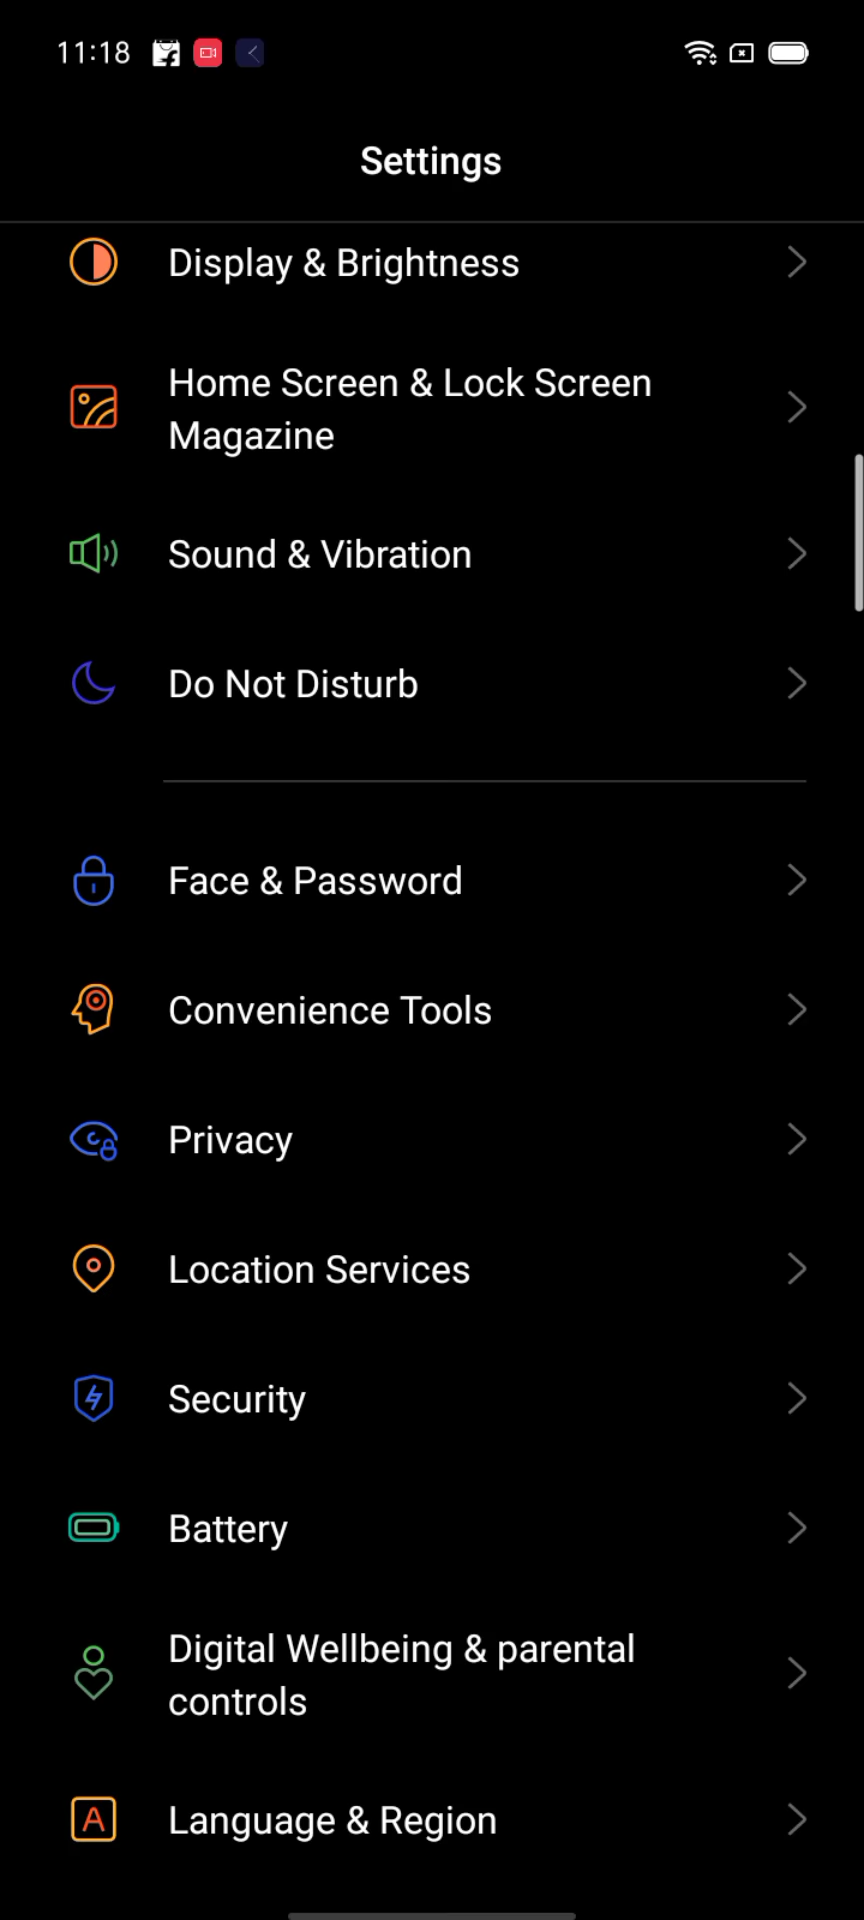 11:18
Settings
Display & Brightness
Home Screen & Lock Screen
Magazine
Sound & Vibration
Do Not Disturb
Face & Password
Convenience Tools
Privacy
Location Services
Security
Battery
Digital Wellbeing & parental
controls
A
Language & Region